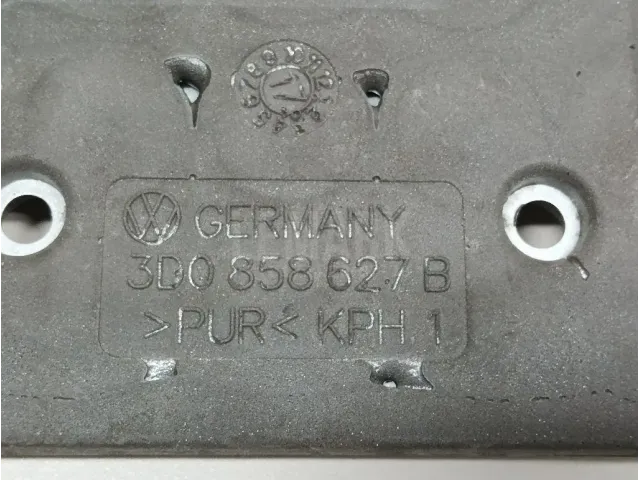 GERMANY
3D0 858 627 B
>PUR< KPH.1